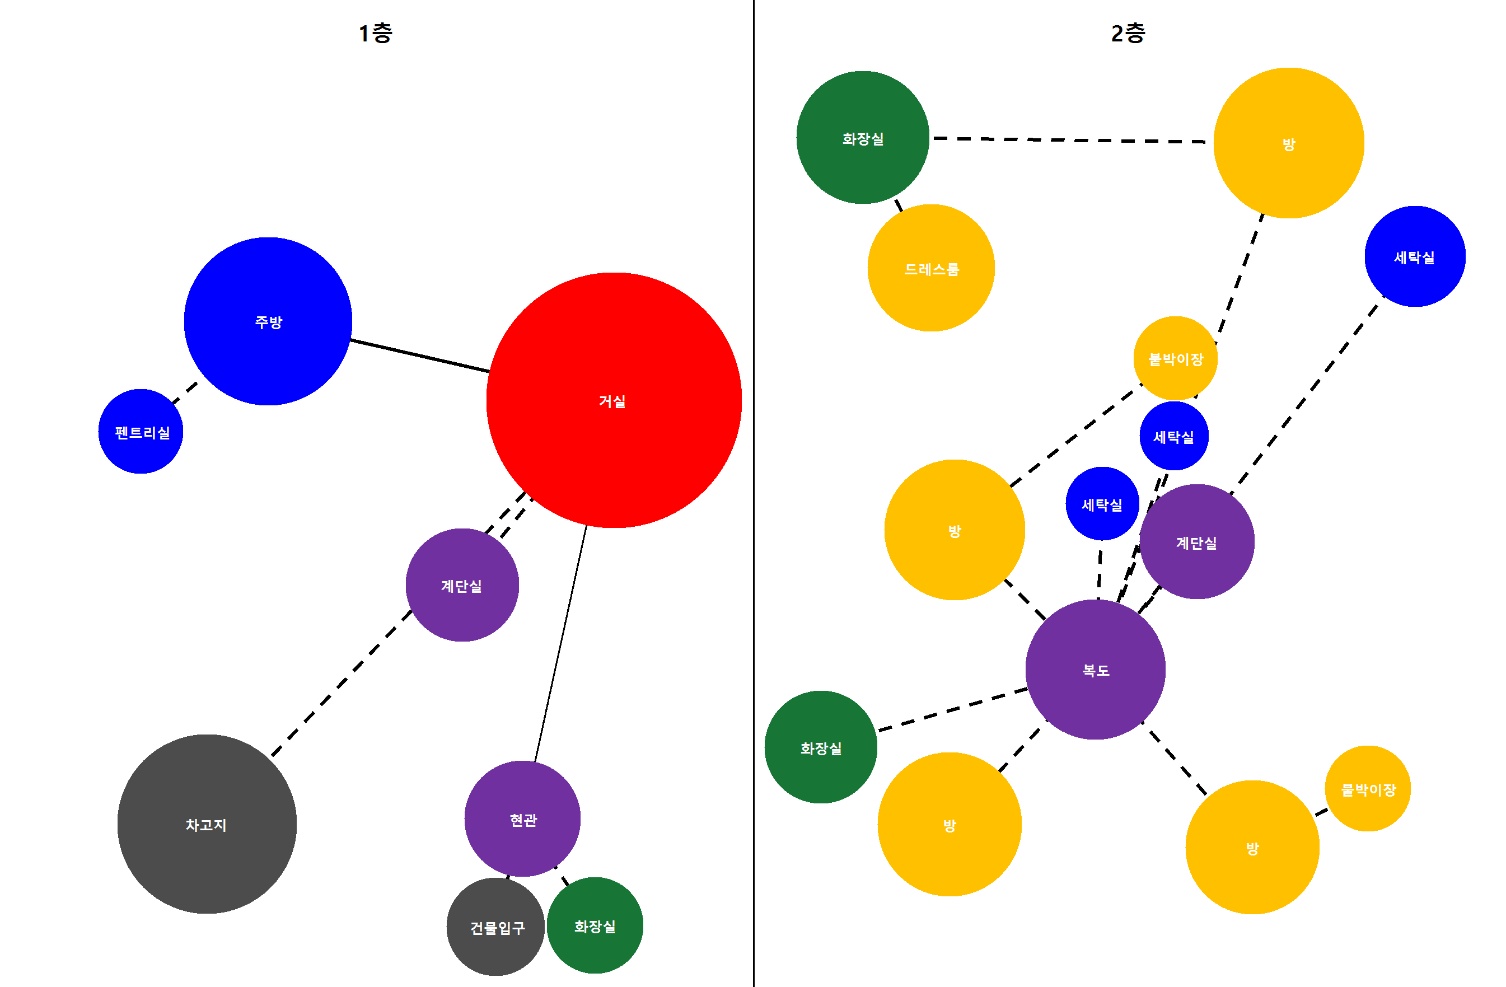 1층
주방
거실
펜트리실
계단실
차고지
현관
건물입구
화장실
2층
화장실
방
드레스룸
세탁실
붙박이장
세탁실
세탁실
방
계단실
복도
화장실
방
방
붙박이장